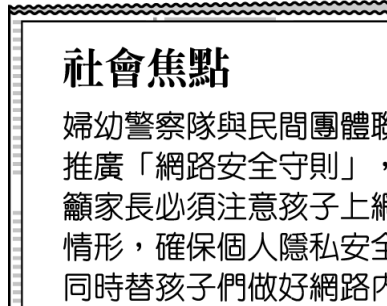 社會焦點
婦幼警察隊與民間團體聯
推廣「網路安全守則」，
籲家長必須注意孩子上網
情形，確保個人隱私安全
同時替孩子們做好網路內